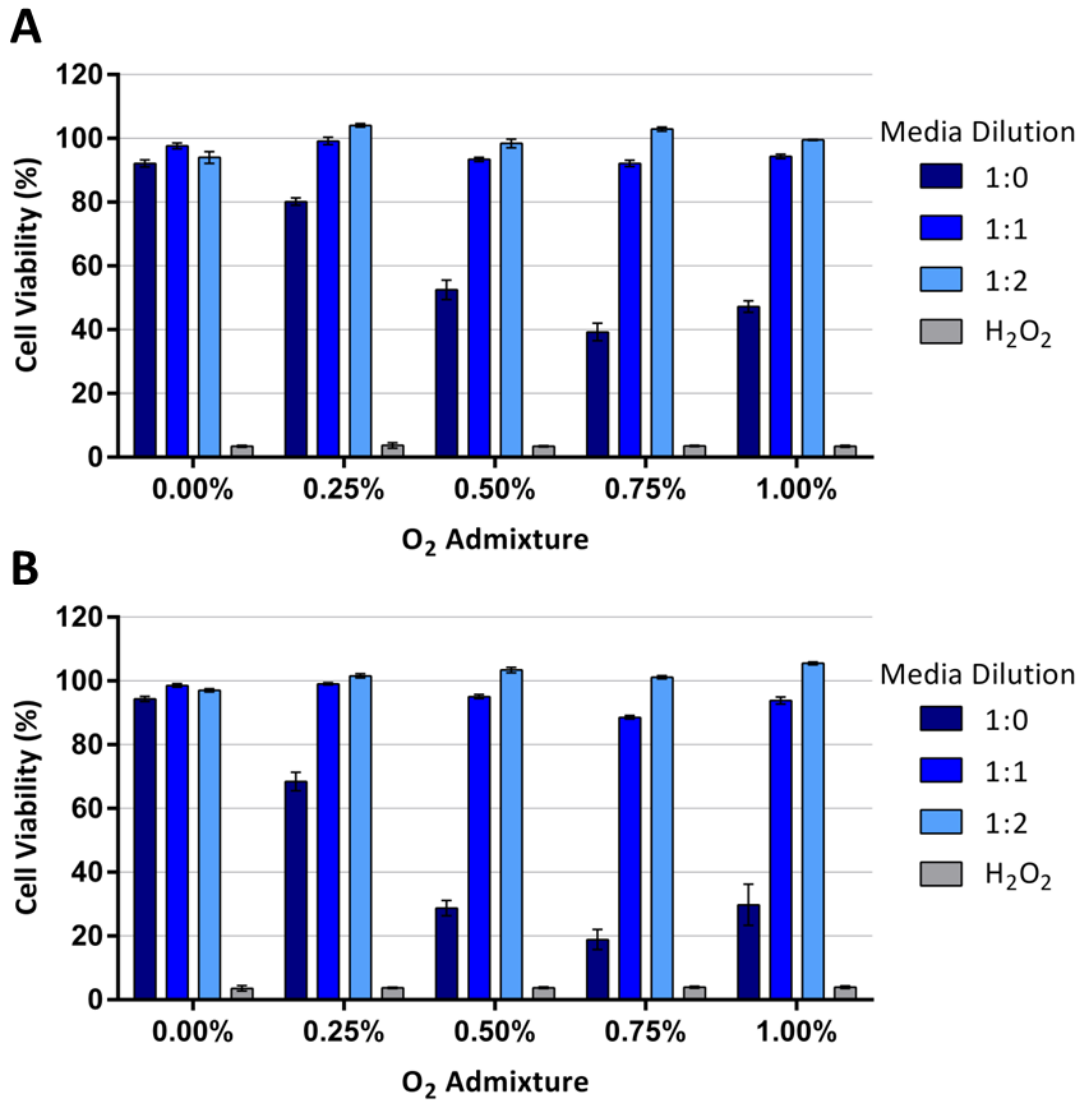 A
120
100
80
60
40
20
0
Cell Viability (%)
0.00% 0.25% 0.50% 0.75% 1.00%
O₂ Admixture
Media Dilution
1:0
1:1
1:2
H₂O₂
B
120
100
80
60
40
20
0
Cell Viability (%)
0.00% 0.25% 0.50% 0.75% 1.00%
O₂ Admixture
Media Dilution
1:0
1:1
1:2
H₂O₂